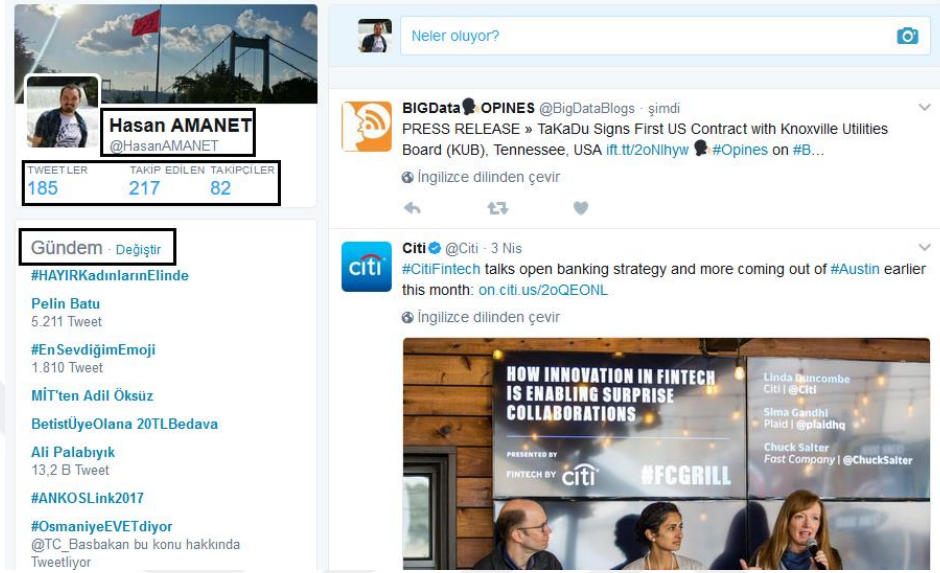 Hasan AMANET
@HasanAMANET
TWEETLER TAKİP EDİLEN TAKİPÇİLER
185 217 82
Gündem · Değiştir
#HAYIRKadınlarınElinde
Pelin Batu
5.211 Tweet
#EnSevdiğimEmoji
1.810 Tweet
MİT'ten Adil Öksüz
BetistÜyeOlana 20TLBedava
Ali Palabıyık
13,2 B Tweet
#ANKOSLink2017
#OsmaniyeEVETdiyor
@TC_Basbakan bu konu hakkında
Tweetliyor
Neler oluyor?
BIGData OPINES @BigDataBlogs · şimdi
PRESS RELEASE » TaKaDu Signs First US Contract with Knoxville Utilities
Board (KUB), Tennessee, USA ift.tt/2oNlhyw #Opines on #B...
İngilizce dilinden çevir
Citi @Citi · 3 Nis
#CitiFintech talks open banking strategy and more coming out of #Austin earlier
this month: on.citi.us/2oQEONL
İngilizce dilinden çevir
citi
HOW INNOVATION IN FINTECH
IS ENABLING SURPRISE
COLLABORATIONS
PRESENTED BY
FINTECH BY citi
#FCGRILL
Linda Duncombe
Citi | @Citi
Sima Gandhi
Plaid | @plaidhq
Chuck Salter
Fast Company | @ChuckSalter